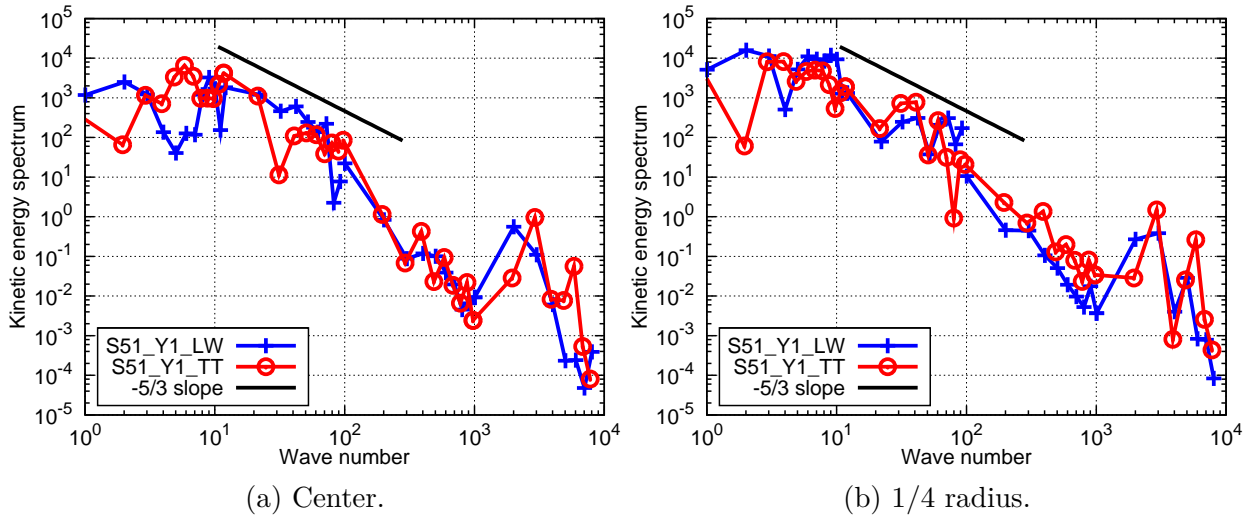 10^5
10^4
10^3
10^2
10^1
10^0
10^-1
10^-2
10^-3
10^-4
10^-5
Kinetic energy spectrum
S51_Y1_LW
S51_Y1_TT
-5/3 slope
10^0 10^1 10^2 10^3 10^4
Wave number
(a) Center.
10^5
10^4
10^3
10^2
10^1
10^0
10^-1
10^-2
10^-3
10^-4
10^-5
Kinetic energy spectrum
S51_Y1_LW
S51_Y1_TT
-5/3 slope
10^0 10^1 10^2 10^3 10^4
Wave number
(b) 1/4 radius.